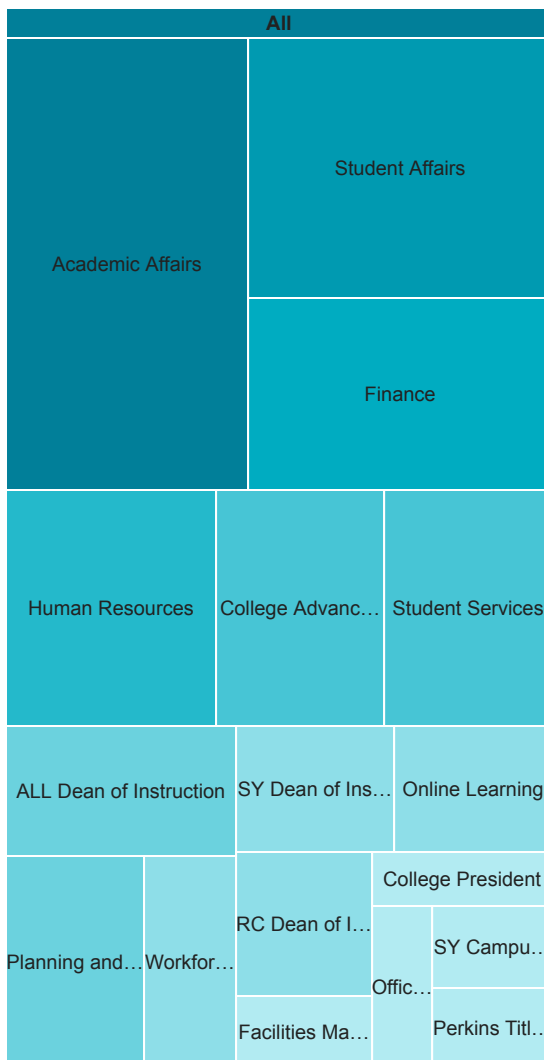 All
Academic Affairs
Student Affairs
Finance
Human Resources
College Advanc…
Student Services
ALL Dean of Instruction
SY Dean of Ins…
Online Learning
Planning and…
Workfor…
RC Dean of I…
College President
Offic…
SY Campu…
Facilities Ma…
Perkins Titl…